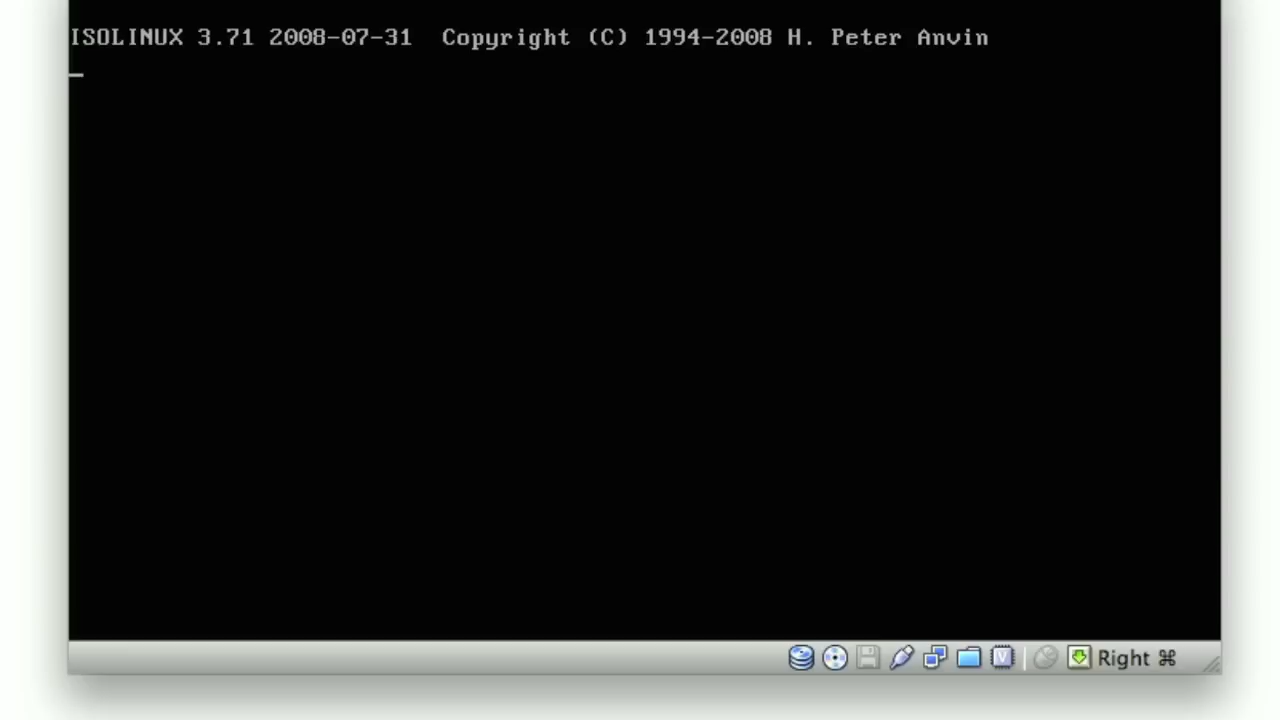 ISOLINUX 3.71 2008-07-31  Copyright (C) 1994-2008 H. Peter Anvin
Right ⌘